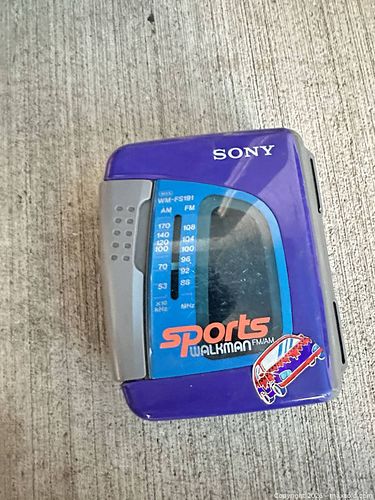 SONY
WM-FS191
AM FM
170 108
140 104
120
100 100
96
70 92
53 88
X10 kHz MHz
sports
WALKMAN FM/AM